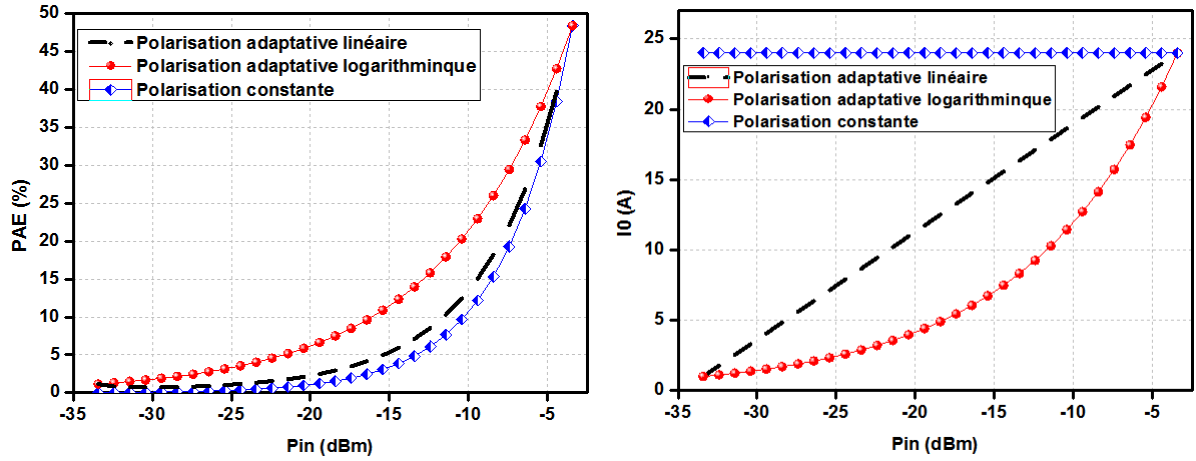 50
45
40
35
30
25
20
15
10
5
0
PAE (%)
Polarisation adaptative linéaire
Polarisation adaptative logarithminque
Polarisation constante
-35 -30 -25 -20 -15 -10 -5
Pin (dBm)
25
20
15
10
5
0
I0 (A)
Polarisation adaptative linéaire
Polarisation adaptative logarithminque
Polarisation constante
-35 -30 -25 -20 -15 -10 -5
Pin (dBm)